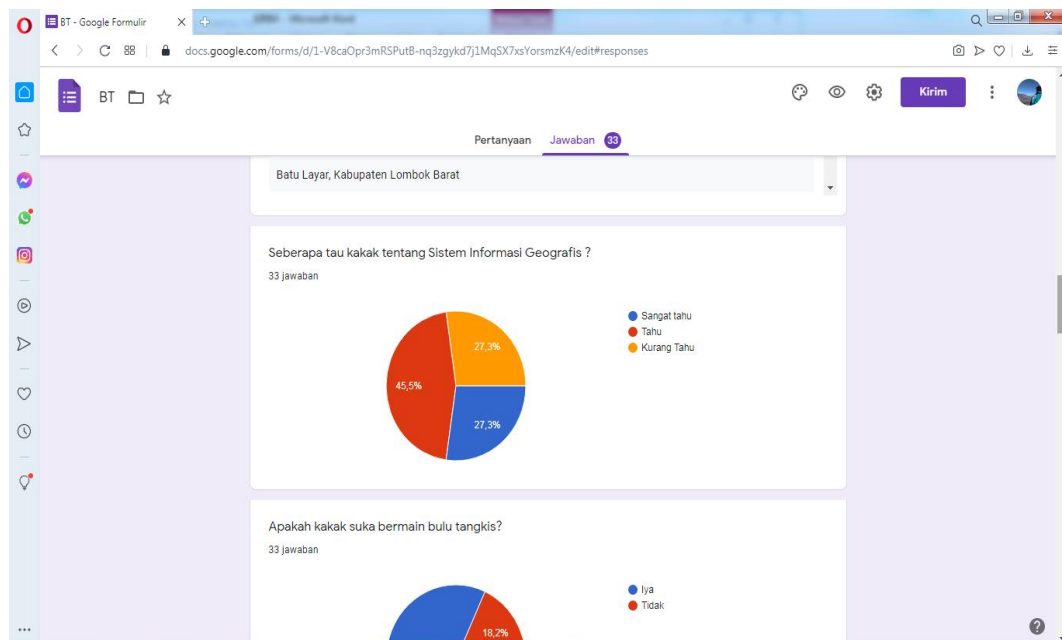 BT - Google Formulir
docs.google.com/forms/d/1-V8caOpr3mRSPutB-nq3zgykd7j1MqSX7xsYorsmzK4/edit#responses
BT
Kirim
Pertanyaan
Jawaban 33
Batu Layar, Kabupaten Lombok Barat
Seberapa tau kakak tentang Sistem Informasi Geografis ?
33 jawaban
Sangat tahu
Tahu
Kurang Tahu
27,3%
45,5%
27,3%
Apakah kakak suka bermain bulu tangkis?
33 jawaban
Iya
Tidak
18,2%